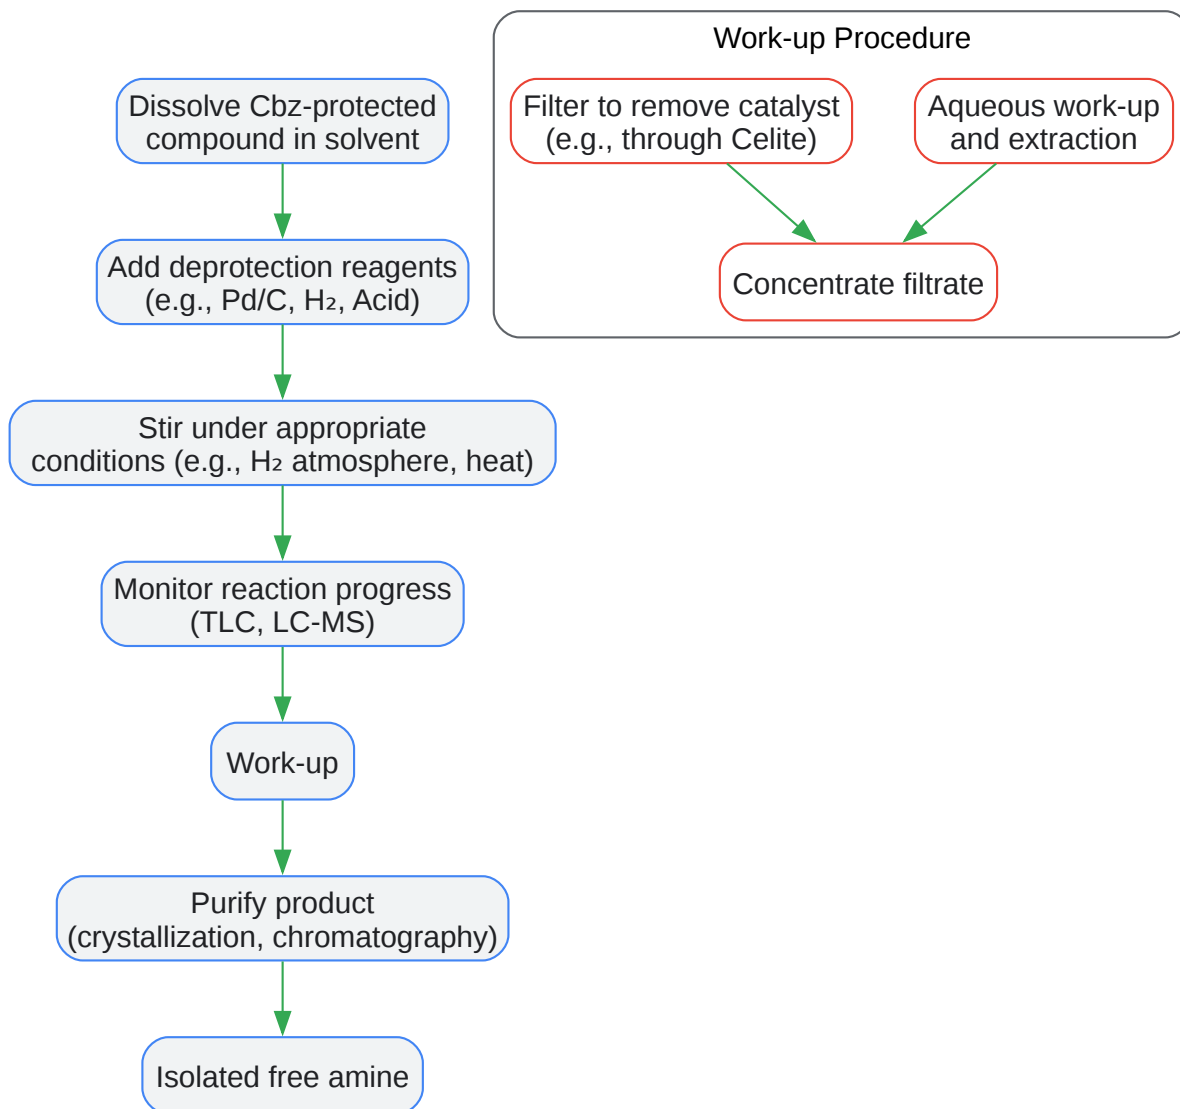 Work-up Procedure
Dissolve Cbz-protected
compound in solvent
Filter to remove catalyst
(e.g., through Celite)
Aqueous work-up
and extraction
Add deprotection reagents
(e.g., Pd/C, H₂, Acid)
Concentrate filtrate
Stir under appropriate
conditions (e.g., H₂ atmosphere, heat)
Monitor reaction progress
(TLC, LC-MS)
Work-up
Purify product
(crystallization, chromatography)
Isolated free amine